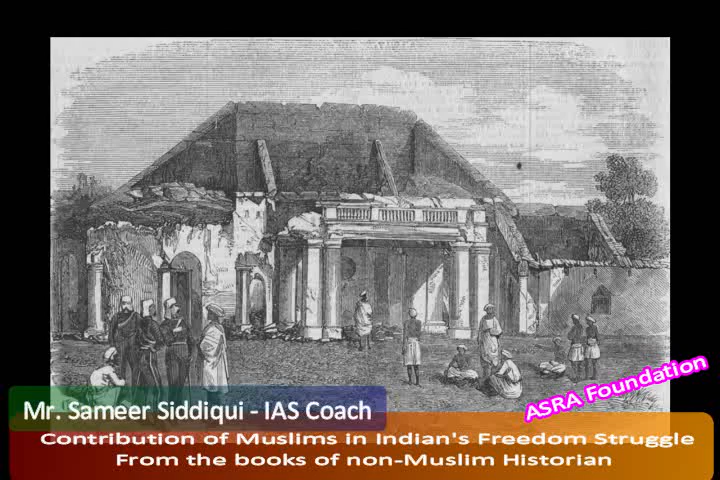 Mr. Sameer Siddiqui - IAS Coach
ASRA Foundation
Contribution of Muslims in Indian's Freedom Struggle
From the books of non-Muslim Historian